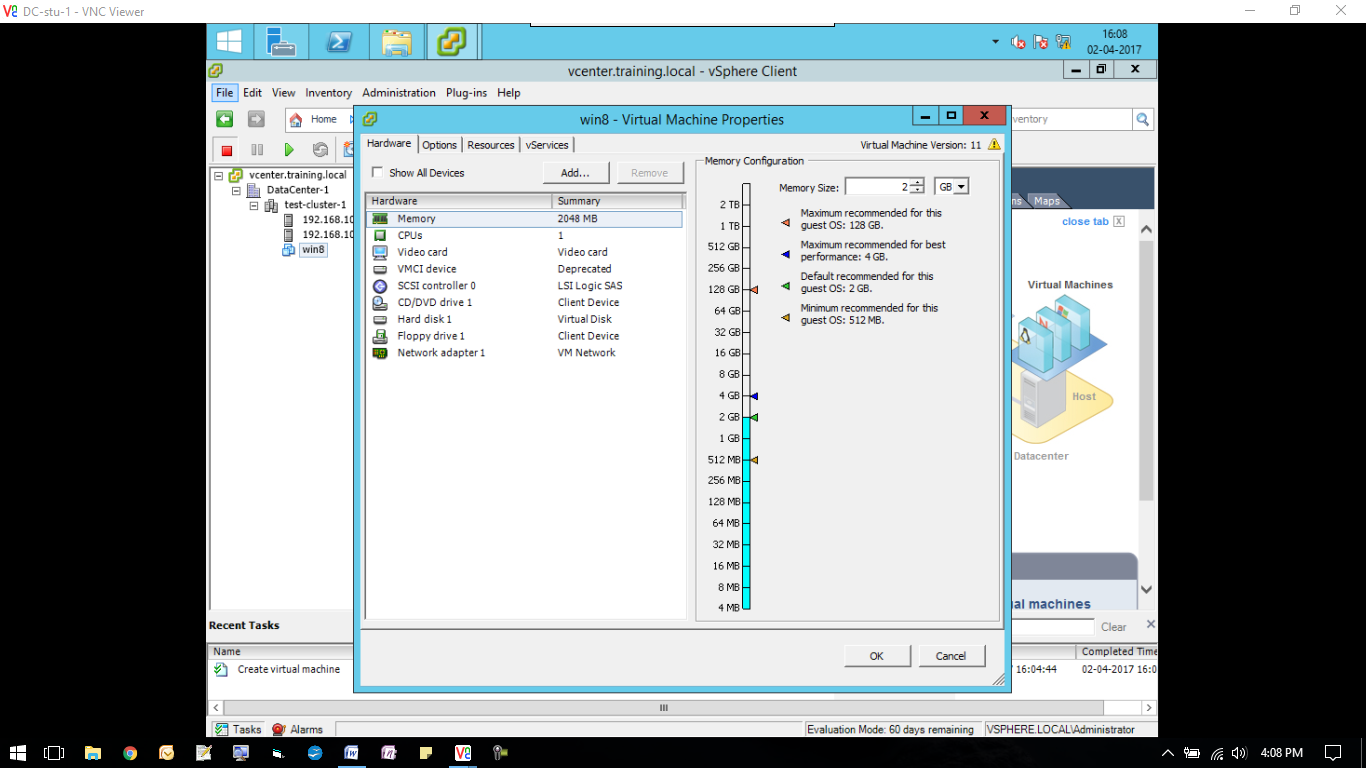 DC-stu-1 - VNC Viewer
16:08
02-04-2017
vcenter.training.local - vSphere Client
File Edit View Inventory Administration Plug-ins Help
Home
win8 - Virtual Machine Properties
Hardware Options Resources vServices
Virtual Machine Version: 11
Show All Devices
Add...
Remove
Hardware Summary
Memory 2048 MB
CPUs 1
Video card Video card
VMCI device Deprecated
SCSI controller 0 LSI Logic SAS
CD/DVD drive 1 Client Device
Hard disk 1 Virtual Disk
Floppy drive 1 Client Device
Network adapter 1 VM Network
Memory Configuration
Memory Size: 2 GB
2 TB
1 TB
512 GB
256 GB
128 GB
64 GB
32 GB
16 GB
8 GB
4 GB
2 GB
1 GB
512 MB
256 MB
128 MB
64 MB
32 MB
16 MB
8 MB
4 MB
Maximum recommended for this
guest OS: 128 GB.
Maximum recommended for best
performance: 4 GB.
Default recommended for this
guest OS: 2 GB.
Minimum recommended for this
guest OS: 512 MB.
OK
Cancel
vcenter.training.local
DataCenter-1
test-cluster-1
192.168.10
192.168.10
win8
ventory
ns Maps
close tab
Virtual Machines
Host
Datacenter
ual machines
Clear
Recent Tasks
Name
Completed Time
Create virtual machine
16:04:44
02-04-2017 16:0
Tasks Alarms
Evaluation Mode: 60 days remaining
VSPHERE.LOCAL\Administrator
4:08 PM